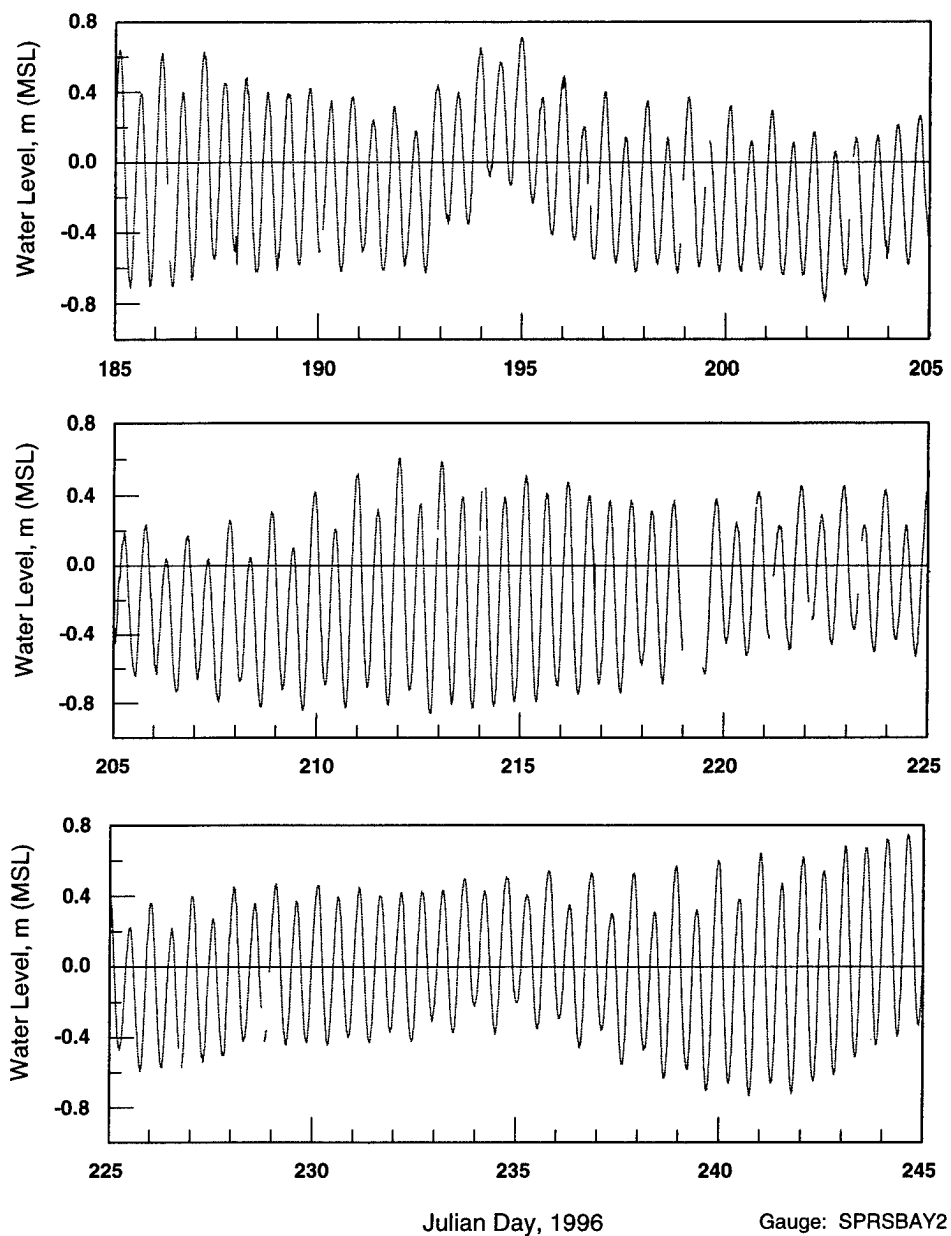 0.8
0.4
0.0
-0.4
-0.8
Water Level, m (MSL)
185 190 195 200 205
0.8
0.4
0.0
-0.4
-0.8
Water Level, m (MSL)
205 210 215 220 225
0.8
0.4
0.0
-0.4
-0.8
Water Level, m (MSL)
225 230 235 240 245
Julian Day, 1996
Gauge: SPRSBAY2